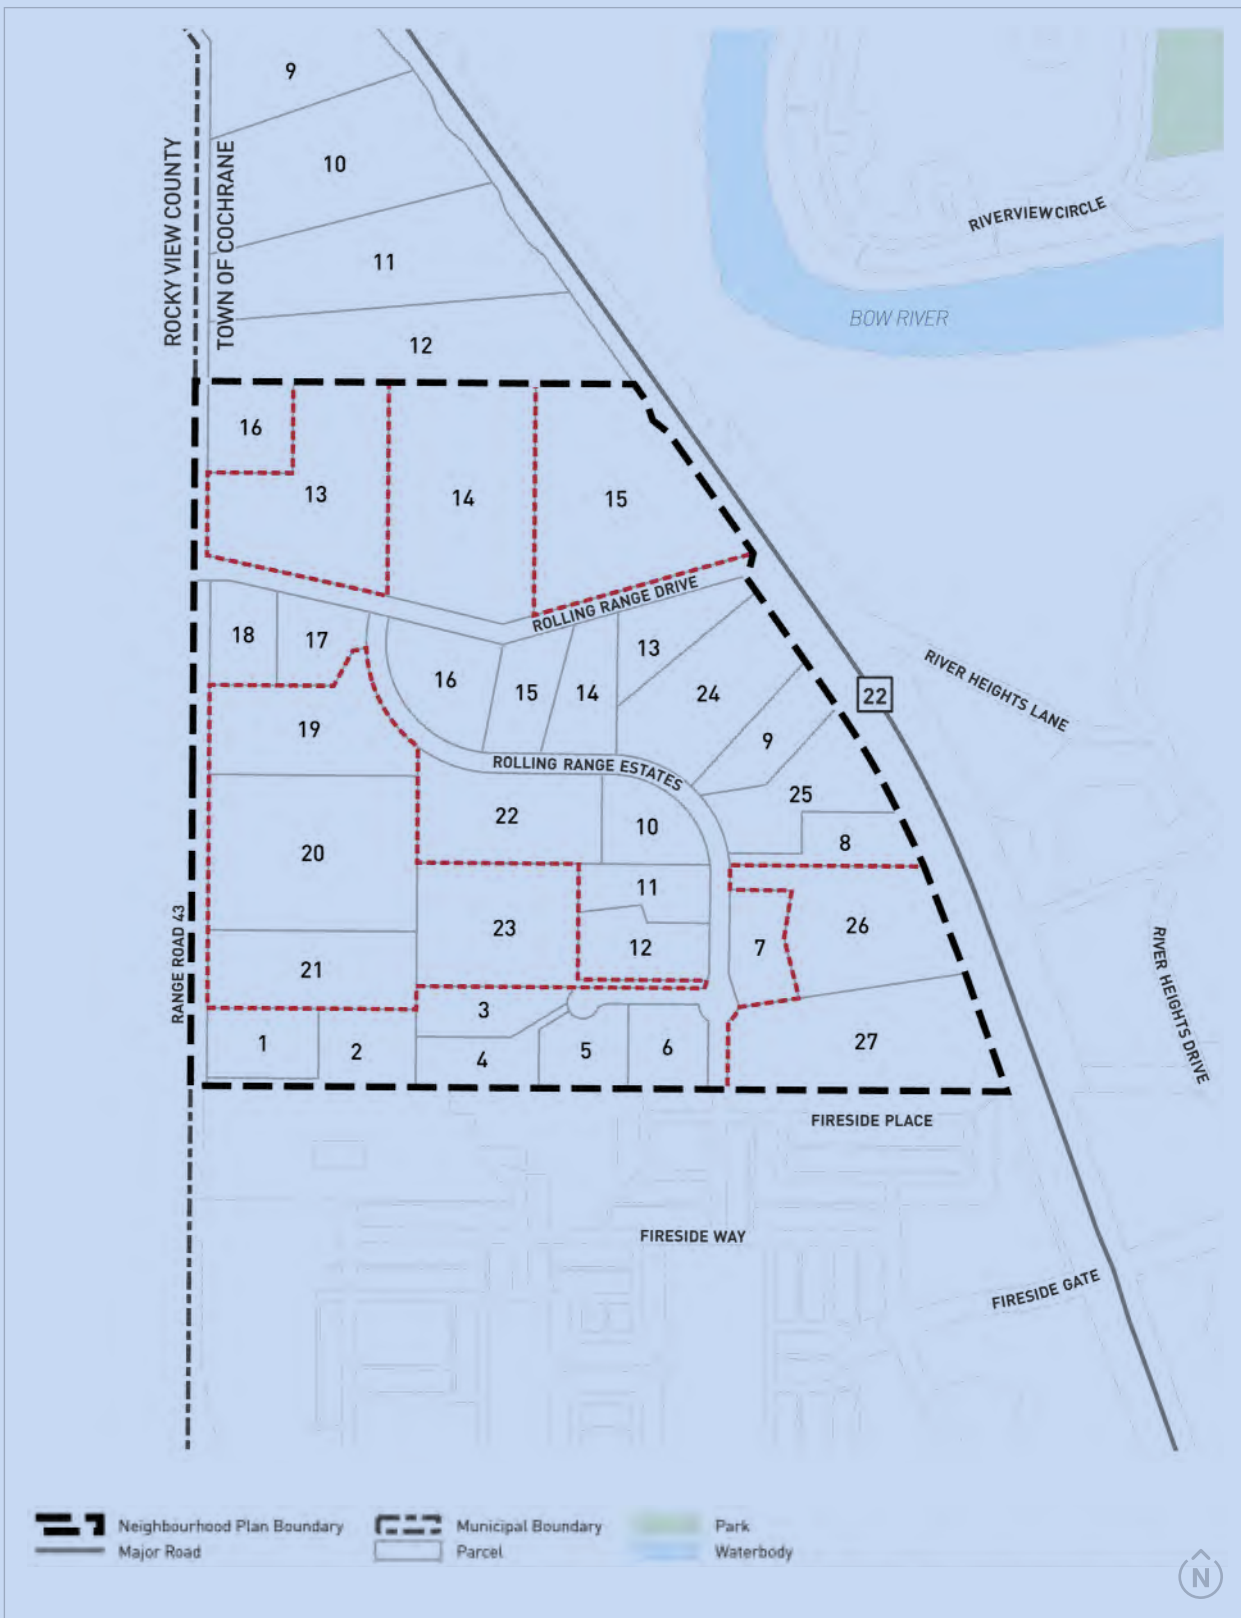 9
10
11
12
ROCKY VIEW COUNTY
TOWN OF COCHRANE
RIVERVIEW CIRCLE
BOW RIVER
16
13
14
15
ROLLING RANGE DRIVE
18
17
16
15
14
13
24
22
RIVER HEIGHTS LANE
19
9
ROLLING RANGE ESTATES
25
22
10
8
20
11
23
12
7
26
RIVER HEIGHTS DRIVE
RANGE ROAD 43
21
3
1
2
4
5
6
27
FIRESIDE PLACE
FIRESIDE WAY
FIRESIDE GATE
Neighbourhood Plan Boundary
Municipal Boundary
Park
Major Road
Parcel
Waterbody
N